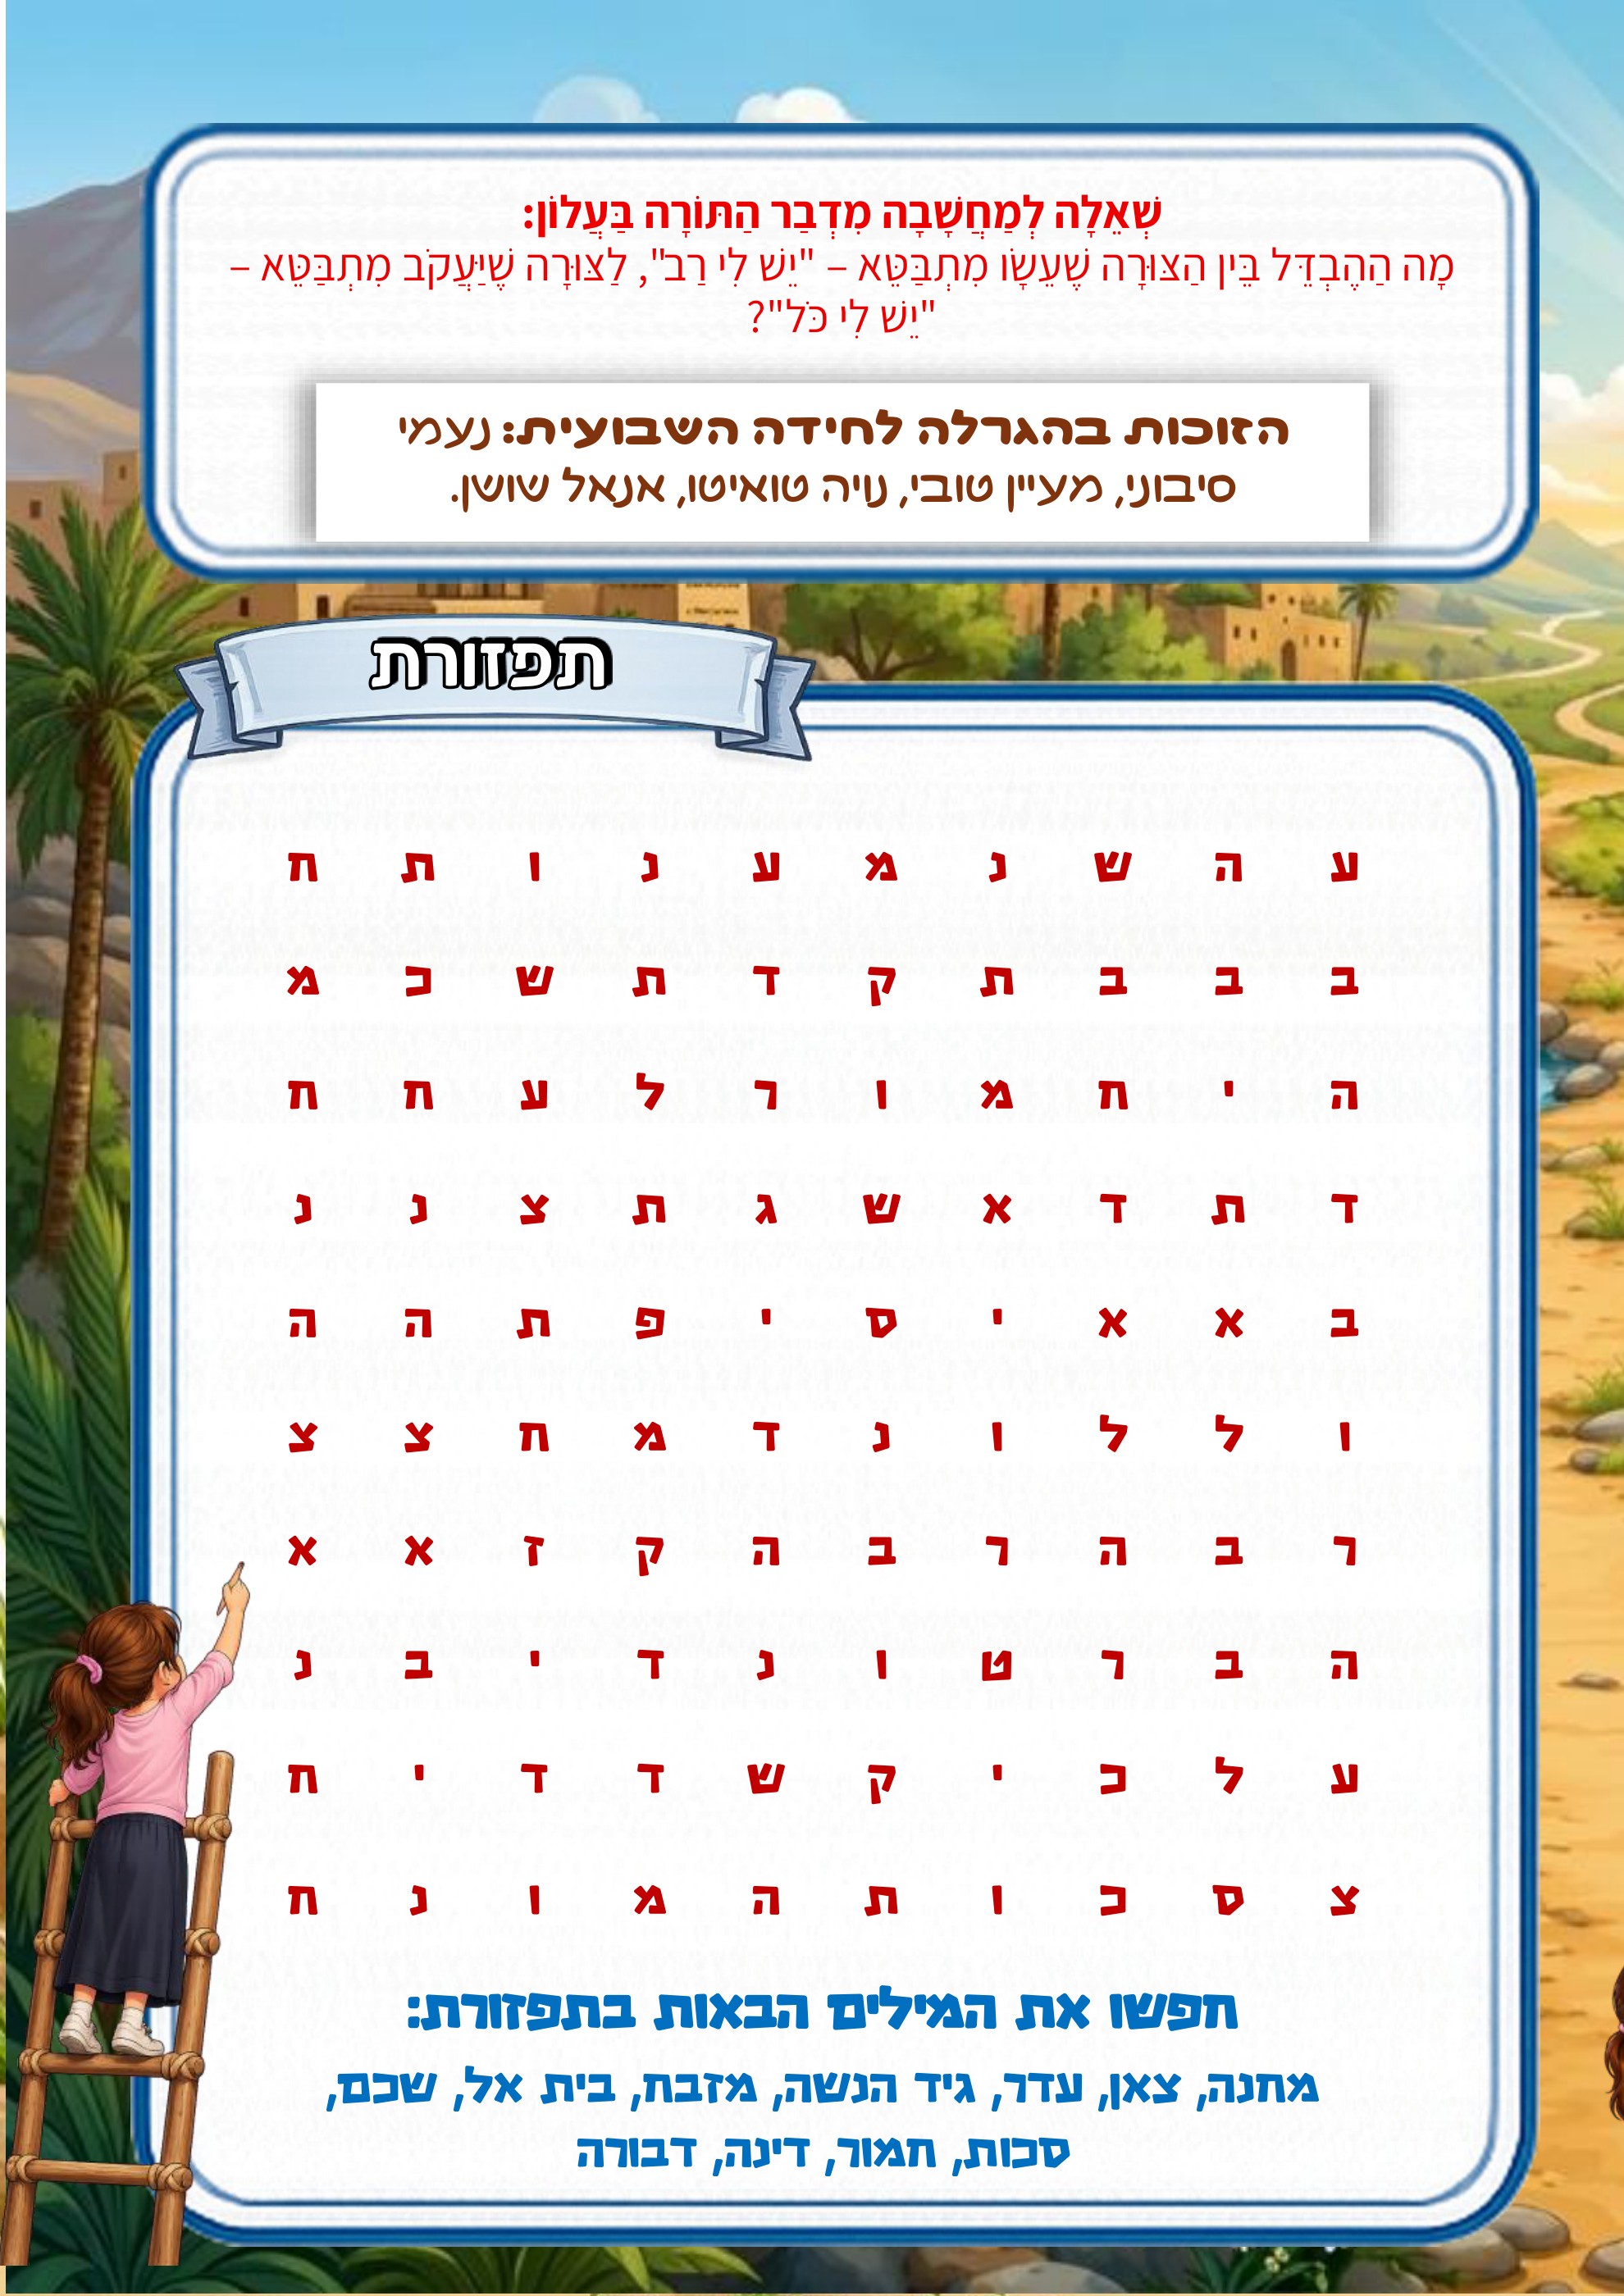 שְׁאֵלָה לְמַחֲשָׁבָה מִדְבַר הַתּוֹרָה בַּעֲלוֹן:
מָה הַהֶבְדֵּל בֵּין הַצּוּרָה שֶׁעֵשָׂו מִתְבַּטֵּא – "יֵשׁ לִי רַב", לַצּוּרָה שֶׁיַּעֲקֹב מִתְבַּטֵּא –
"יֵשׁ לִי כֹּל"?
הזוכות בהגרלה לחידה השבועית: נעמי
סיבוני, מעיין טובי, נויה טואיטו, אנאל שושן.
תפזורת
ע ה ש נ מ ע נ ו ת ח
ב ב ב ת ק ד ת ש כ מ
ה י ח מ ו ר ל ע ח ח
ד ת ד א ש ג ת צ נ נ
ב א א י ס י פ ת ה ה
ו ל ל ו נ ד מ ח צ צ
ר ב ה ר ב ה ק ז א א
ה ב ר ט ו נ ד י ב נ
ע ל כ י ק ש ד ד י ח
צ ס כ ו ת ה מ ו נ ח
חפשו את המילים הבאות בתפזורת:
מחנה, צאן, עדר, גיד הנשה, מזבח, בית אל, שכם,
סכות, חמור, דינה, דבורה